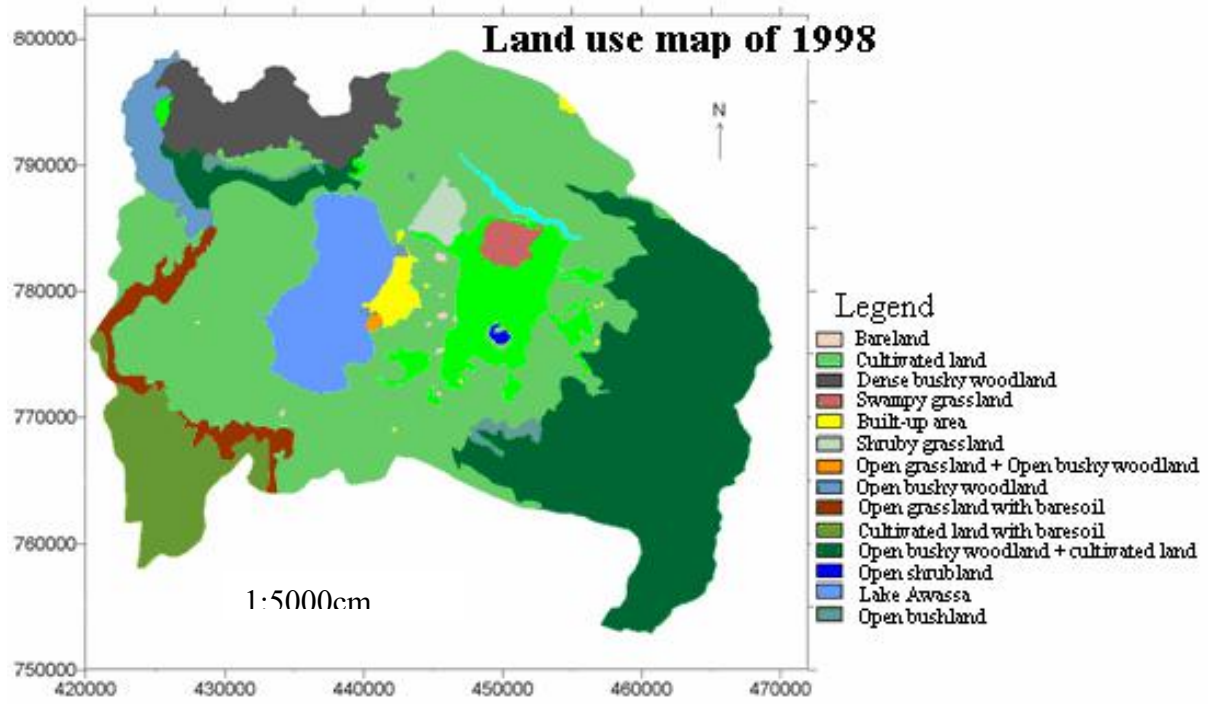 Land use map of 1998
800000
N
790000
780000
770000
760000
750000
420000 430000 440000 450000 460000 470000
1:5000cm
Legend
Bareland
Cultivated land
Dense bushy woodland
Swampy grassland
Built-up area
Shruby grassland
Open grassland + Open bushy woodland
Open bushy woodland
Open grassland with baresoil
Cultivated land with baresoil
Open bushy woodland + cultivated land
Open shrubland
Lake Awassa
Open bushland